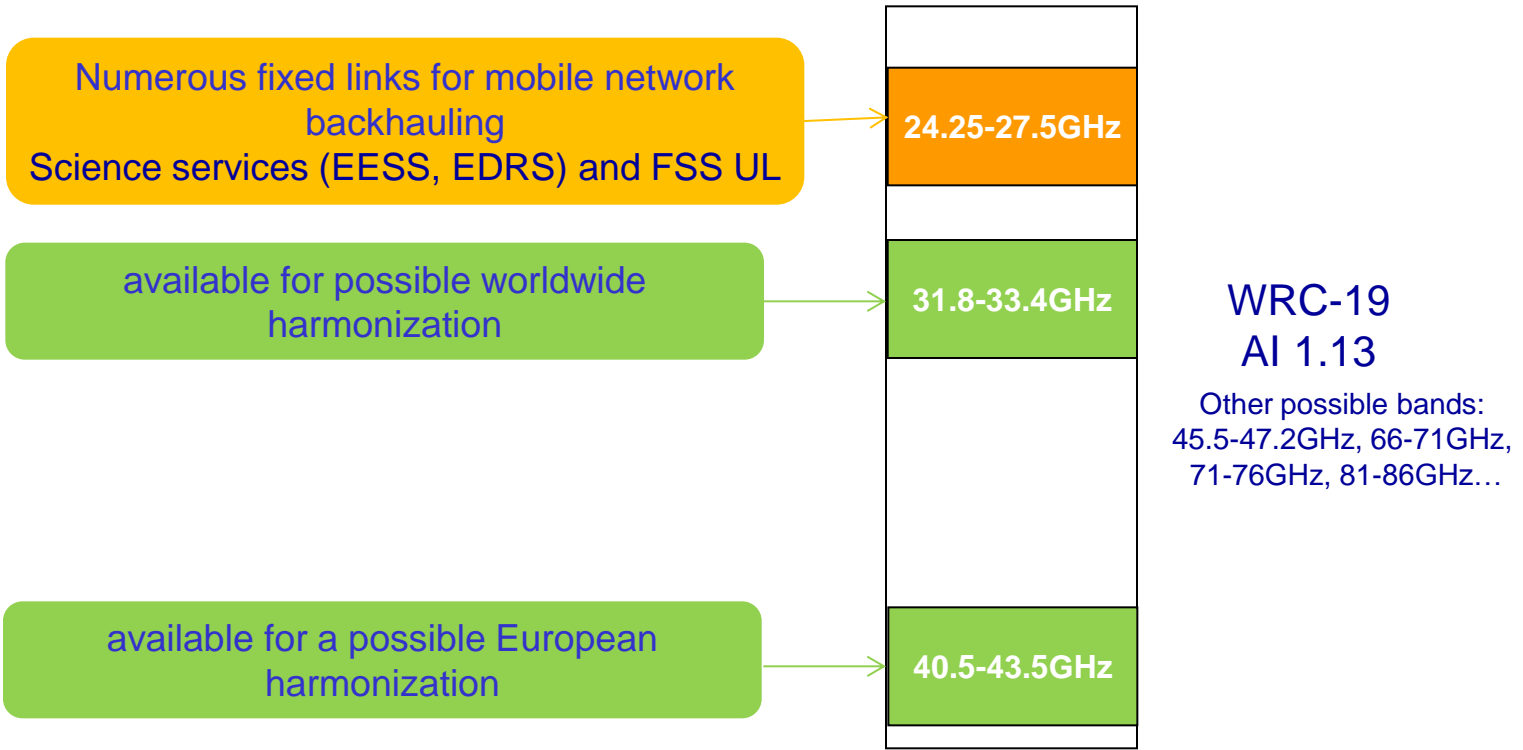 Numerous fixed links for mobile network
backhauling
Science services (EESS, EDRS) and FSS UL
24.25-27.5GHz
available for possible worldwide
harmonization
31.8-33.4GHz
WRC-19
AI 1.13
Other possible bands:
45.5-47.2GHz, 66-71GHz,
71-76GHz, 81-86GHz…
available for a possible European
harmonization
40.5-43.5GHz